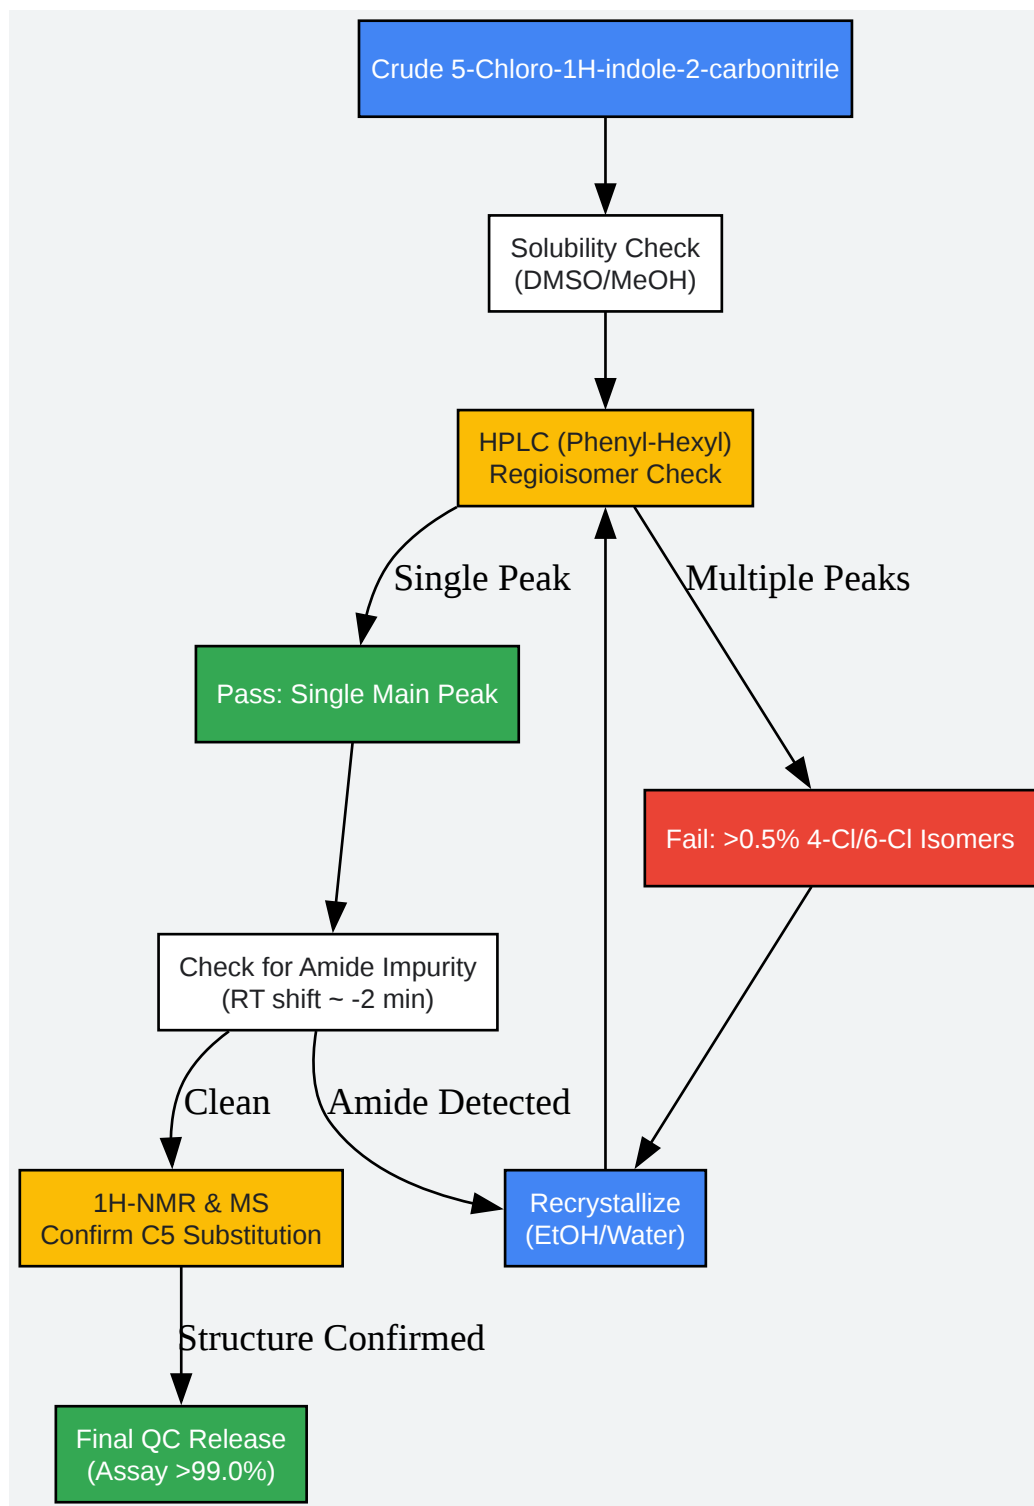 Crude 5-Chloro-1H-indole-2-carbonitrile
Solubility Check
(DMSO/MeOH)
HPLC (Phenyl-Hexyl)
Regioisomer Check
Single Peak
Multiple Peaks
Pass: Single Main Peak
Fail: >0.5% 4-Cl/6-Cl Isomers
Check for Amide Impurity
(RT shift ~ -2 min)
Clean
Amide Detected
1H-NMR & MS
Confirm C5 Substitution
Recrystallize
(EtOH/Water)
Structure Confirmed
Final QC Release
(Assay >99.0%)